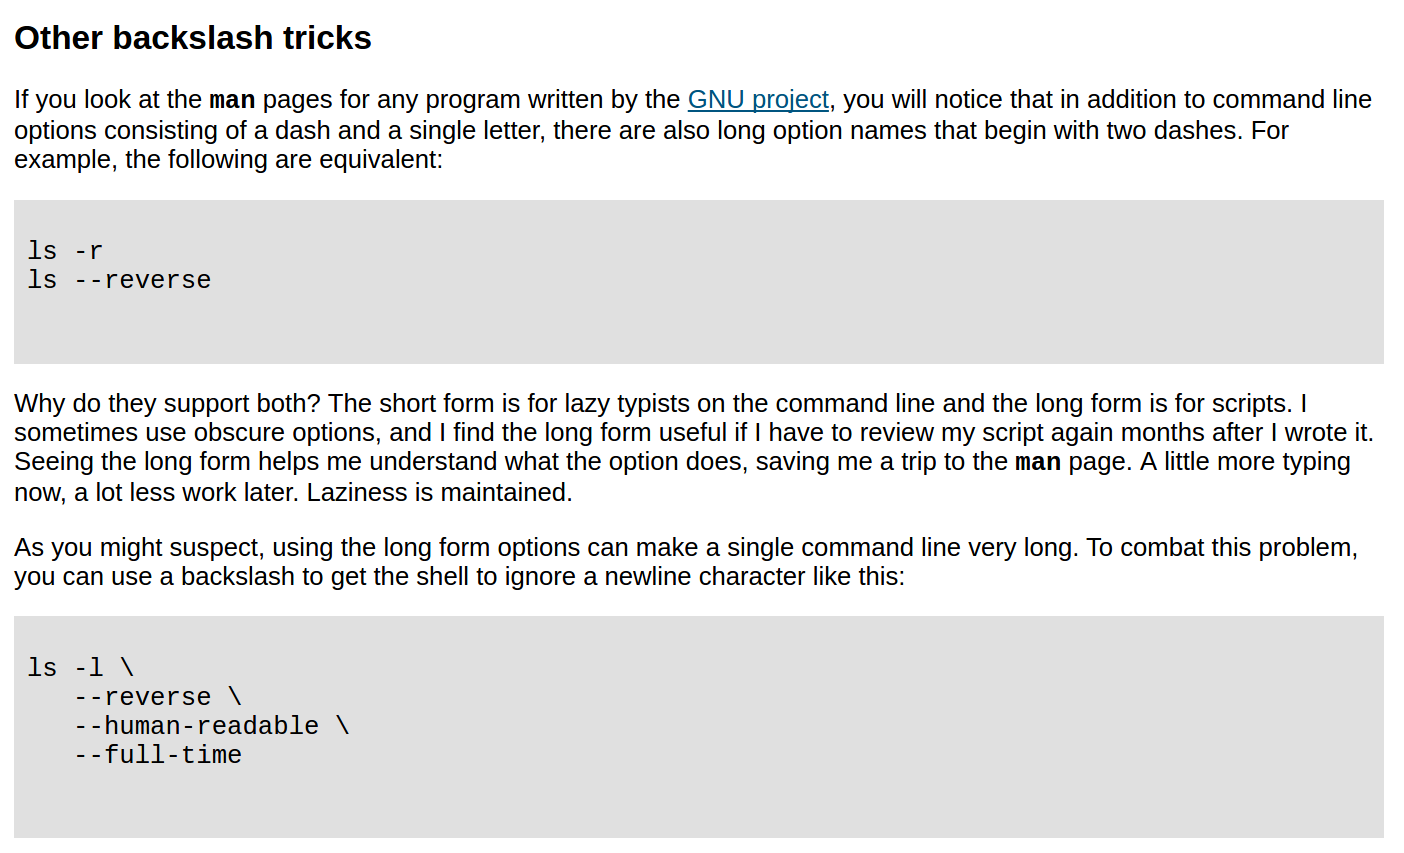 Other backslash tricks
If you look at the man pages for any program written by the GNU project, you will notice that in addition to command line
options consisting of a dash and a single letter, there are also long option names that begin with two dashes. For
example, the following are equivalent:
ls -r
ls --reverse
Why do they support both? The short form is for lazy typists on the command line and the long form is for scripts. I
sometimes use obscure options, and I find the long form useful if I have to review my script again months after I wrote it.
Seeing the long form helps me understand what the option does, saving me a trip to the man page. A little more typing
now, a lot less work later. Laziness is maintained.
As you might suspect, using the long form options can make a single command line very long. To combat this problem,
you can use a backslash to get the shell to ignore a newline character like this:
ls -l \
   --reverse \
   --human-readable \
   --full-time